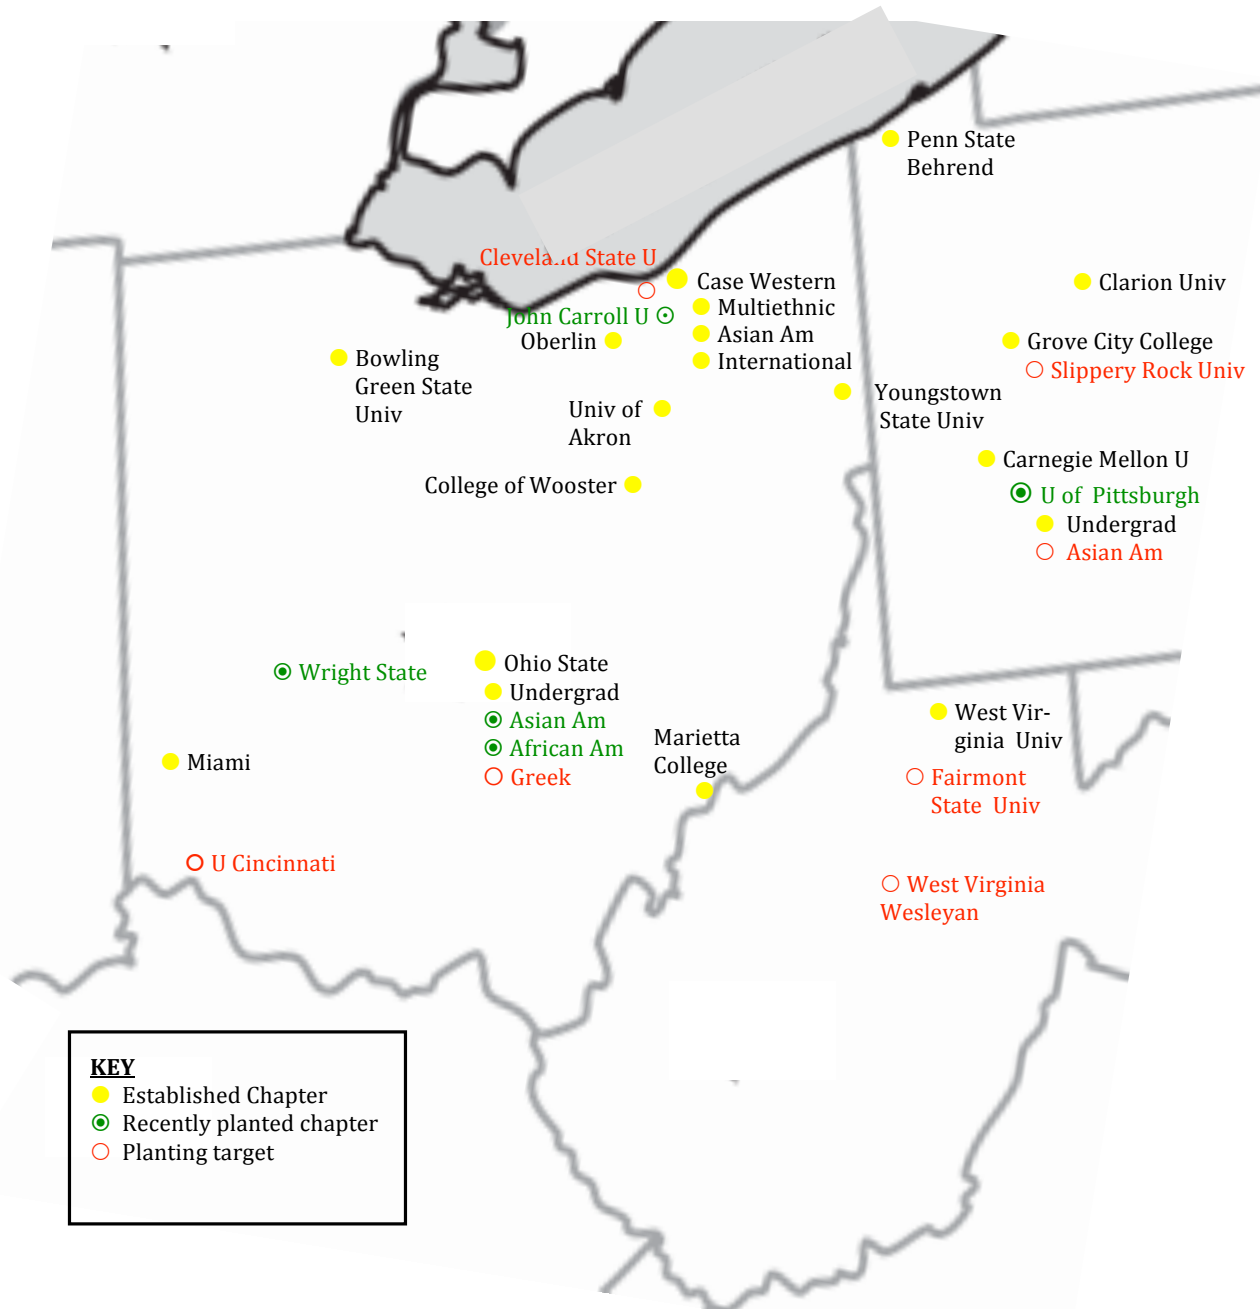 Penn State
Behrend
Cleveland State U
Case Western
Multiethnic
Asian Am
International
John Carroll U
Oberlin
Clarion Univ
Grove City College
Slippery Rock Univ
Bowling
Green State
Univ
Youngstown
State Univ
Univ of
Akron
College of Wooster
Carnegie Mellon U
U of Pittsburgh
Undergrad
Asian Am
Wright State
Ohio State
Undergrad
Asian Am
African Am
Greek
Marietta
College
West Vir-
ginia Univ
Miami
Fairmont
State Univ
U Cincinnati
West Virginia
Wesleyan
KEY
Established Chapter
Recently planted chapter
Planting target